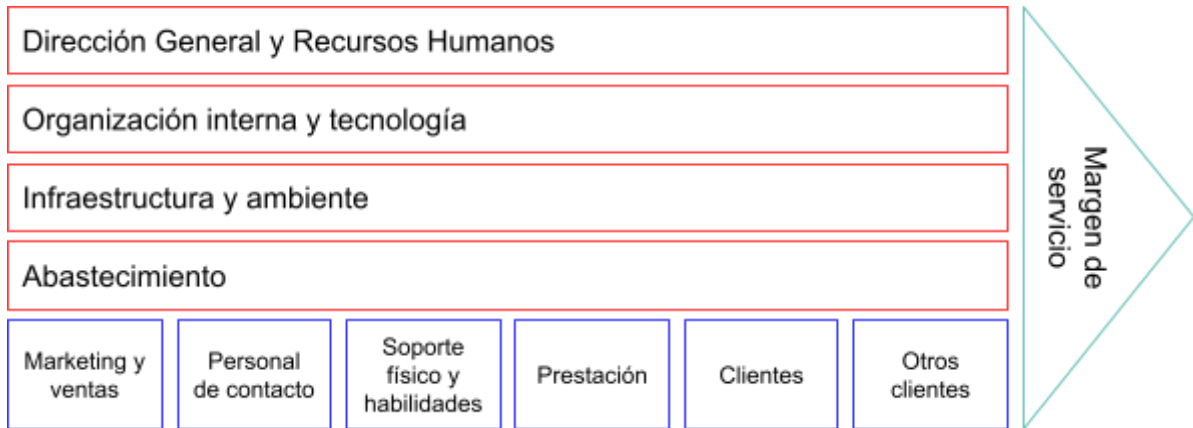 Dirección General y Recursos Humanos
Organización interna y tecnología
Infraestructura y ambiente
Abastecimiento
Marketing y
ventas
Personal
de contacto
Soporte
físico y
habilidades
Prestación
Clientes
Otros
clientes
Margen de
servicio